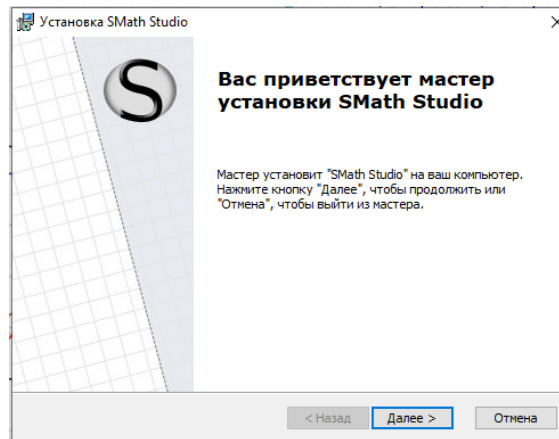 Установка SMath Studio
S
Вас приветствует мастер
установки SMath Studio
Мастер установит "SMath Studio" на ваш компьютер.
Нажмите кнопку "Далее", чтобы продолжить или
"Отмена", чтобы выйти из мастера.
< Назад Далее > Отмена